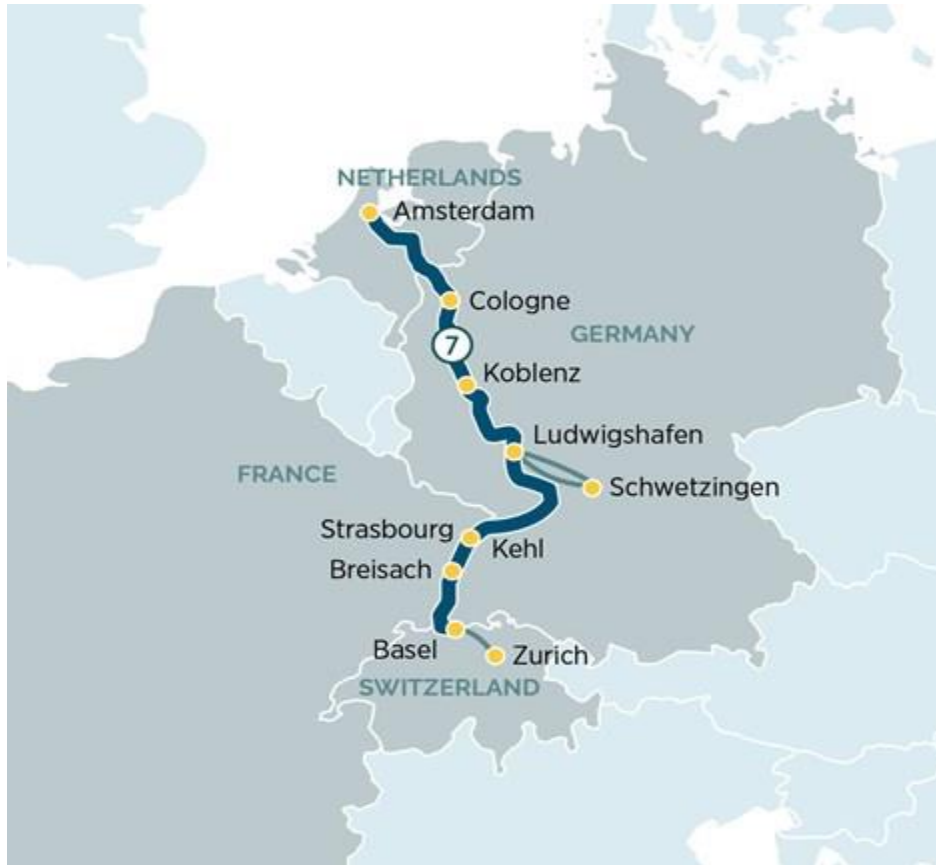 NETHERLANDS
Amsterdam
Cologne
GERMANY
7
Koblenz
Ludwigshafen
FRANCE
Schwetzingen
Strasbourg
Kehl
Breisach
Basel
Zurich
SWITZERLAND